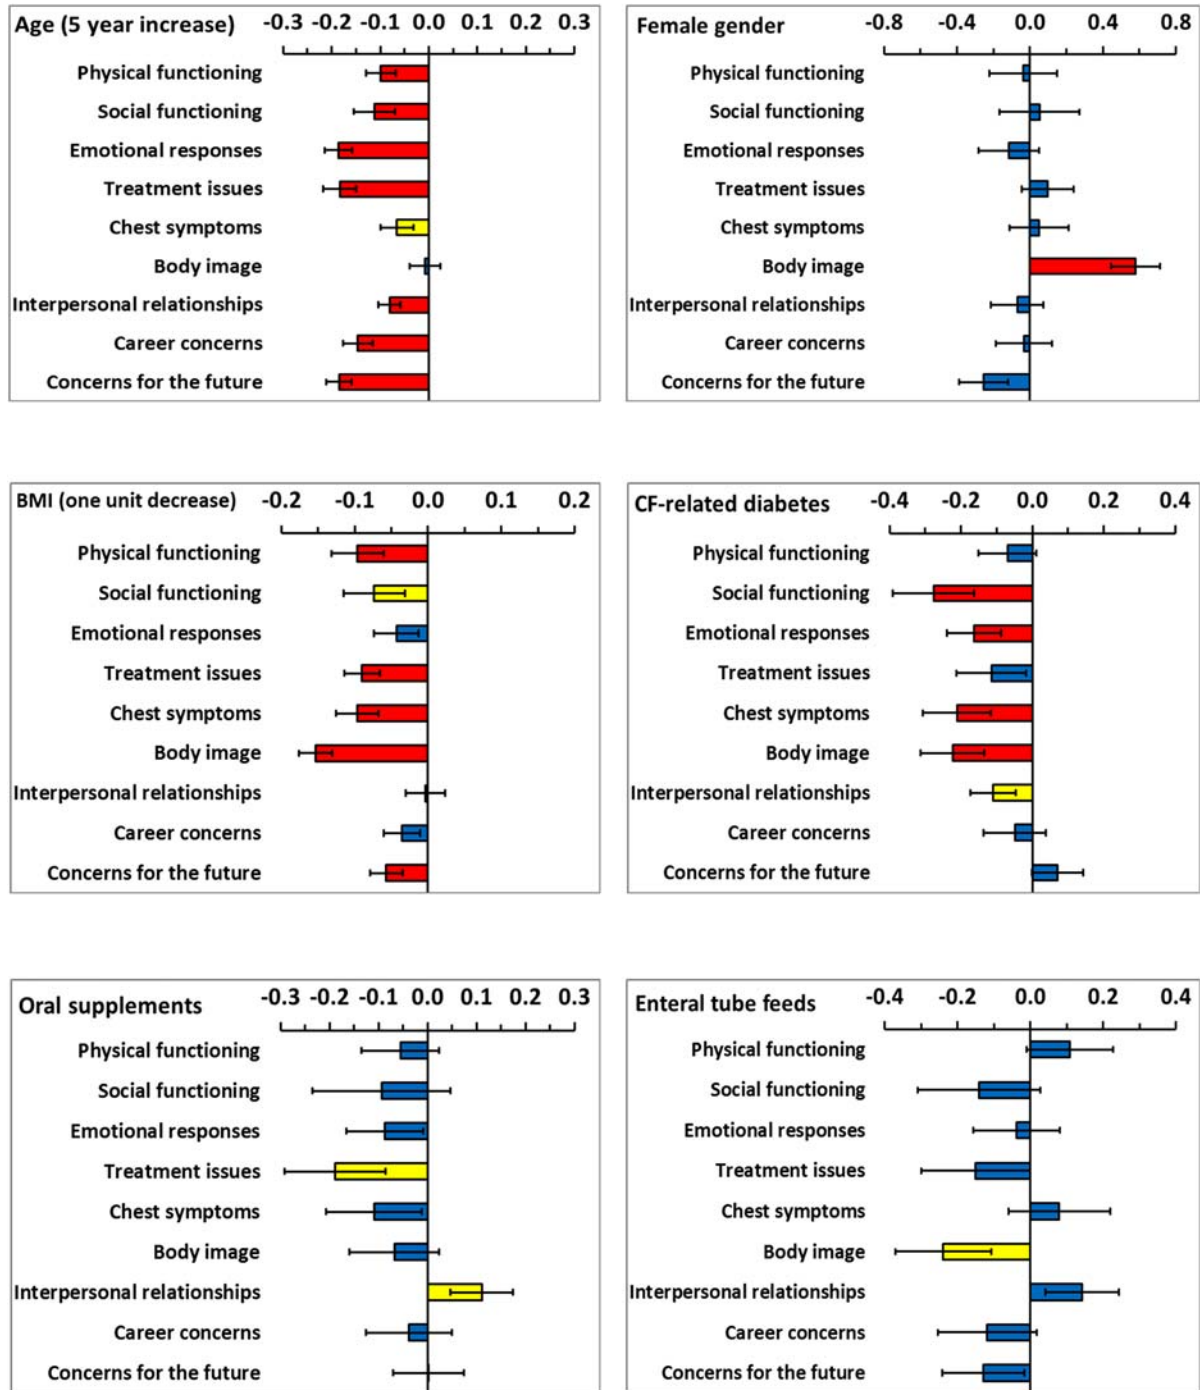 Age (5 year increase) -0.3 -0.2 -0.1 0.0 0.1 0.2 0.3
Physical functioning
Social functioning
Emotional responses
Treatment issues
Chest symptoms
Body image
Interpersonal relationships
Career concerns
Concerns for the future
Female gender -0.8 -0.4 0.0 0.4 0.8
Physical functioning
Social functioning
Emotional responses
Treatment issues
Chest symptoms
Body image
Interpersonal relationships
Career concerns
Concerns for the future
BMI (one unit decrease) -0.2 -0.1 0.0 0.1 0.2
Physical functioning
Social functioning
Emotional responses
Treatment issues
Chest symptoms
Body image
Interpersonal relationships
Career concerns
Concerns for the future
CF-related diabetes -0.4 -0.2 0.0 0.2 0.4
Physical functioning
Social functioning
Emotional responses
Treatment issues
Chest symptoms
Body image
Interpersonal relationships
Career concerns
Concerns for the future
Oral supplements -0.3 -0.2 -0.1 0.0 0.1 0.2 0.3
Physical functioning
Social functioning
Emotional responses
Treatment issues
Chest symptoms
Body image
Interpersonal relationships
Career concerns
Concerns for the future
Enteral tube feeds -0.4 -0.2 0.0 0.2 0.4
Physical functioning
Social functioning
Emotional responses
Treatment issues
Chest symptoms
Body image
Interpersonal relationships
Career concerns
Concerns for the future